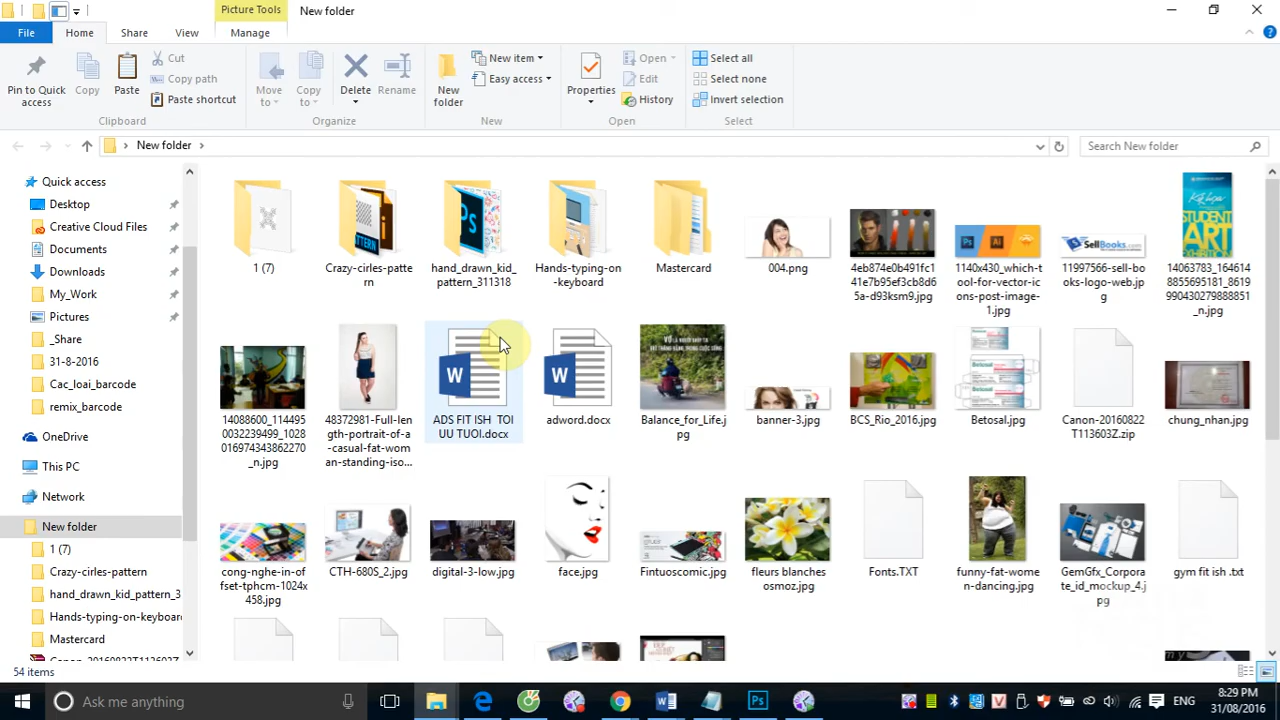 Picture Tools
New folder
File
Home
Share
View
Manage
Pin to Quick
access
Copy
Paste
Cut
Copy path
Paste shortcut
Clipboard
Move
to
Copy
to
Delete
Rename
Organize
New
folder
New item
Easy access
New
Properties
Open
Edit
History
Open
Select all
Select none
Invert selection
Select
New folder
Search New folder
Quick access
Desktop
Creative Cloud Files
Documents
Downloads
My_Work
Pictures
_Share
31-8-2016
Cac_loai_barcode
remix_barcode
OneDrive
This PC
Network
New folder
1 (7)
Crazy-cirles-pattern
hand_drawn_kid_pattern_3
Hands-typing-on-keyboard
Mastercard
1 (7)
Crazy-cirles-patte
rn
hand_drawn_kid_
pattern_311318
Hands-typing-on
-keyboard
Mastercard
004.png
4eb874e0b491fc1
41e7b95ef3cb8d6
5a-d93ksm9.jpg
1140x430_which-t
ool-for-vector-ic
ons-post-image-
1.jpg
11997566-sell-bo
oks-logo-web.jp
g
14063783_164614
8855695181_8619
990430279888851
_n.jpg
14088600_114495
0032239499_1028
016974343862270
_n.jpg
48372981-Full-len
gth-portrait-of-a
-casual-fat-wom
an-standing-iso...
ADS FIT ISH TOI
UU TUOI.docx
adword.docx
Balance_for_Life.j
pg
banner-3.jpg
BCS_Rio_2016.jpg
Betosal.jpg
Canon-20160822
T113603Z.zip
chung_nhan.jpg
cong-nghe-in-of
fset-tphcm-1024x
458.jpg
CTH-680S_2.jpg
digital-3-low.jpg
face.jpg
Fintuoscomic.jpg
fleurs blanches
osmoz.jpg
Fonts.TXT
funny-fat-wome
n-dancing.jpg
GemGfx_Corpora
te_id_mockup_4.j
pg
gym fit ish .txt
PATTERN
Ps
SellBooks.com
STUDENT
ART
EXHIBITION
54 items
Ask me anything
ENG
8:29 PM
31/08/2016